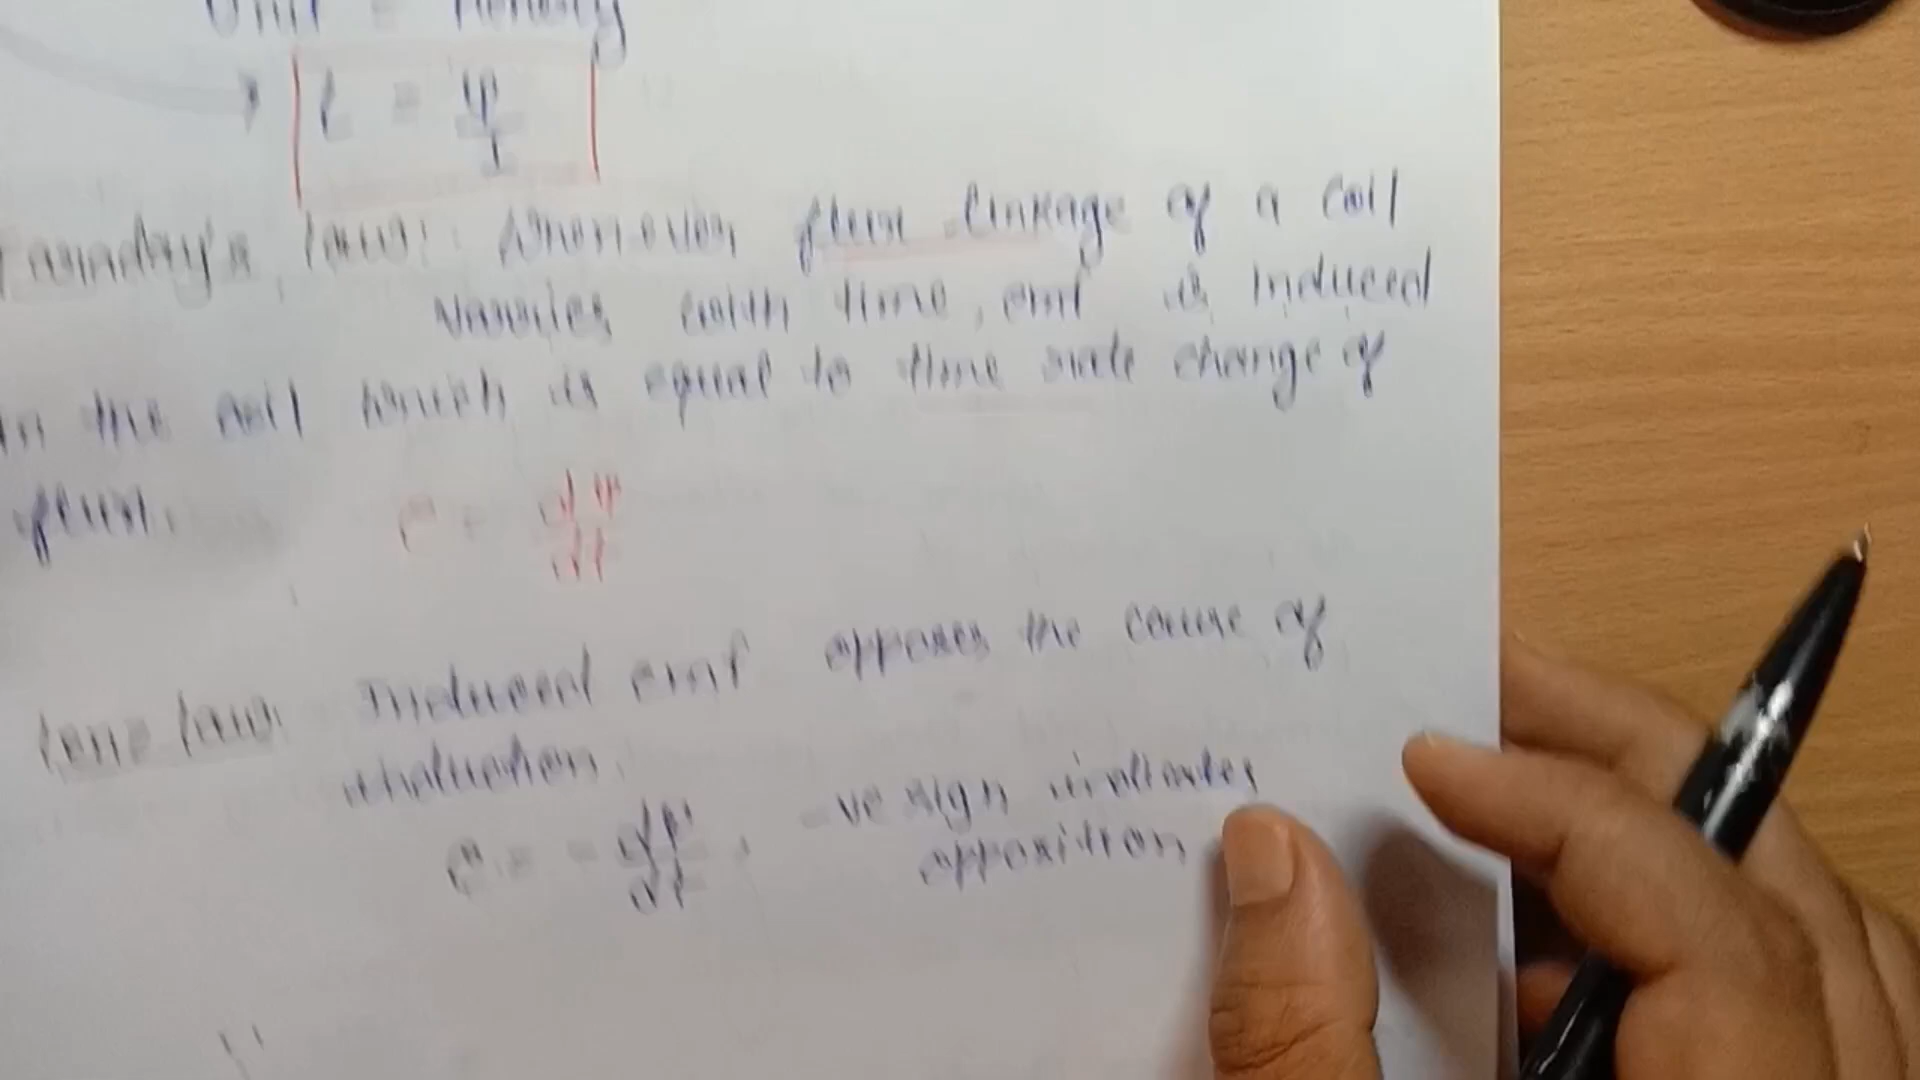 Unit = Henry
L = ψ
I
Faraday's law: Whenever flux linkage of a coil
varries with time, emf is induced
in the coil which is equal to time rate change of
flux.
e = dψ
dt
Lenz law: Induced emf opposes the cause of
induction.
e = - dψ , -ve sign indicates
dt opposition